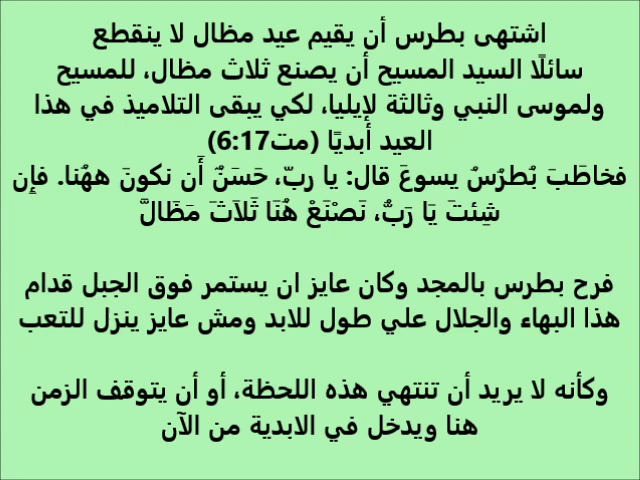 اشتهى بطرس أن يقيم عيد مظال لا ينقطع
سائلًا السيد المسيح أن يصنع ثلاث مظال، للمسيح
ولموسى النبي وثالثة لإيليا، لكي يبقى التلاميذ في هذا
العيد أبديًا (مت6:17)
فخاطَبَ بُطرُسُ يسوعَ قال: يا ربّ، حَسَنٌ أَن نكونَ ههُنا. فإِن
شِئتَ يَا رَبُّ، نَصْنَعْ هُنَا ثَلاَثَ مَظَالَّ
فرح بطرس بالمجد وكان عايز ان يستمر فوق الجبل قدام
هذا البهاء والجلال علي طول للابد ومش عايز ينزل للتعب
وكأنه لا يريد أن تنتهي هذه اللحظة، أو أن يتوقف الزمن
هنا ويدخل في الابدية من الآن